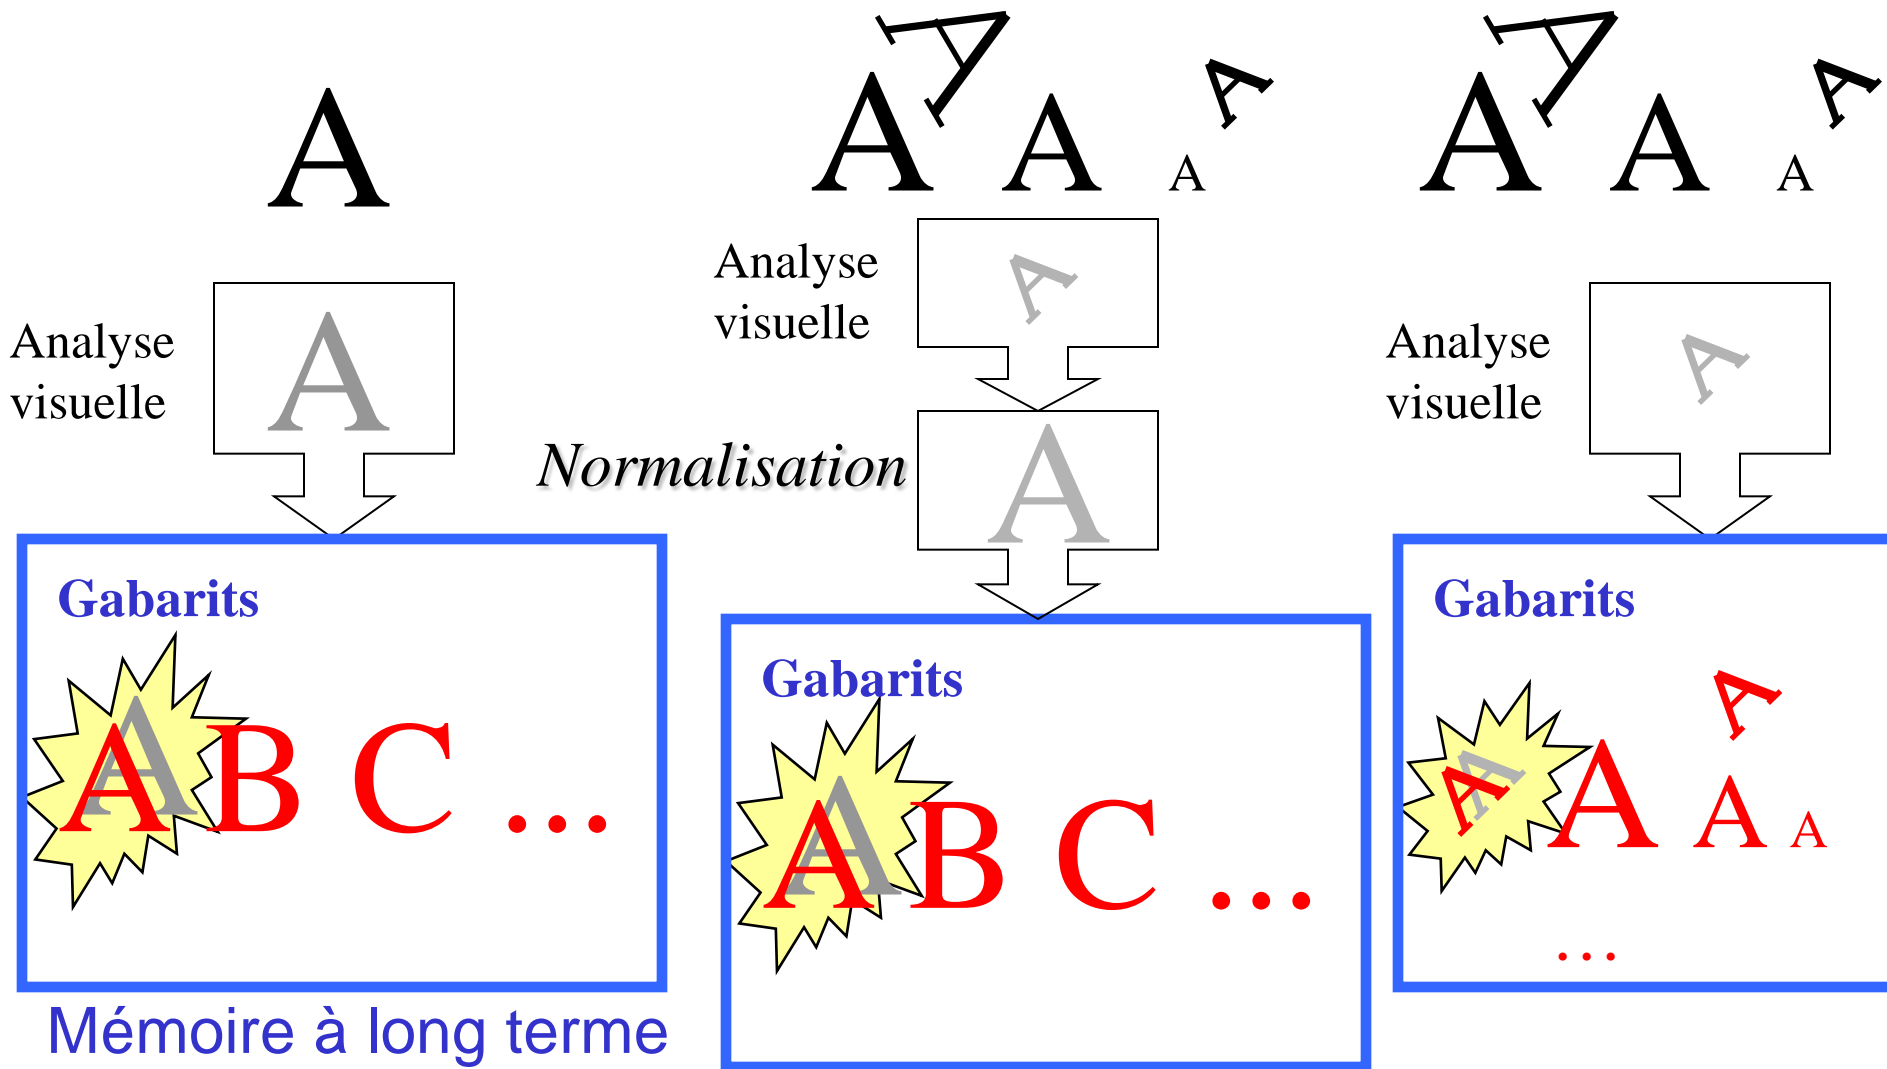 A
Analyse
visuelle
A
Gabarits
A
A B C ...
Mémoire à long terme
A
A A A A
Analyse
visuelle
A
Normalisation
A
Gabarits
A
A B C ...
A
A A A A
Analyse
visuelle
A
Gabarits
A
A
A A A A
...